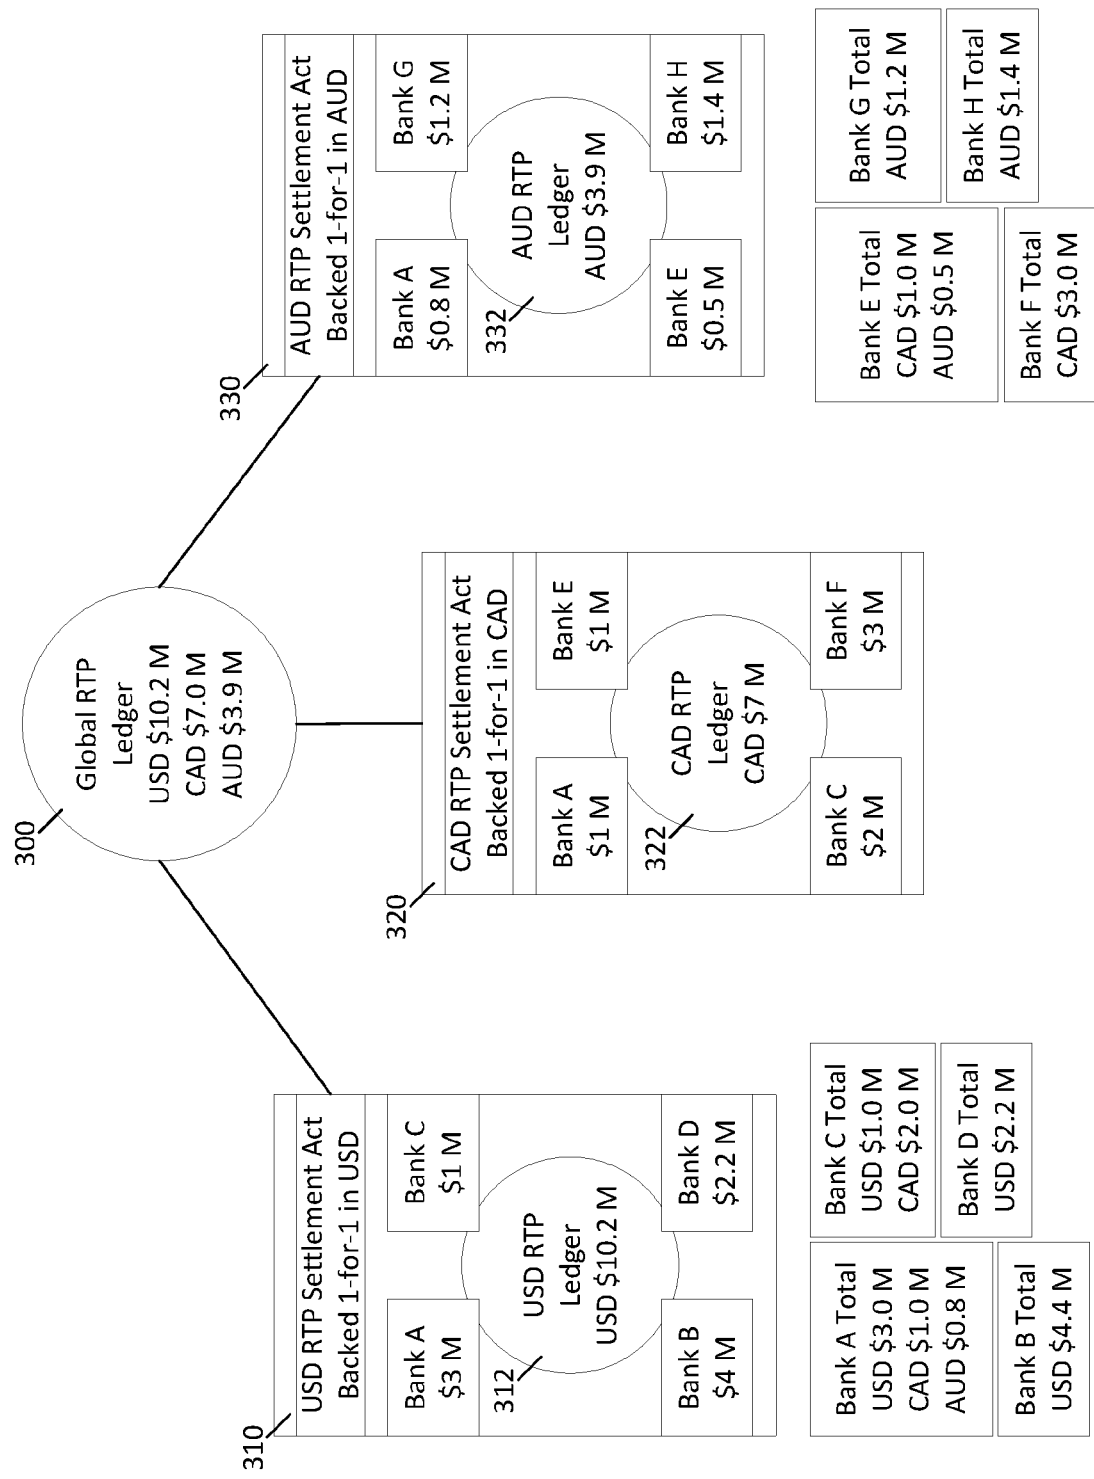 300
Global RTP
Ledger
USD $10.2 M
CAD $7.0 M
AUD $3.9 M
310
USD RTP Settlement Act
Backed 1-for-1 in USD
Bank A
$3 M
Bank C
$1 M
312
USD RTP
Ledger
USD $10.2 M
Bank B
$4 M
Bank D
$2.2 M
320
CAD RTP Settlement Act
Backed 1-for-1 in CAD
Bank A
$1 M
Bank E
$1 M
322
CAD RTP
Ledger
CAD $7 M
Bank C
$2 M
Bank F
$3 M
330
AUD RTP Settlement Act
Backed 1-for-1 in AUD
Bank A
$0.8 M
Bank G
$1.2 M
332
AUD RTP
Ledger
AUD $3.9 M
Bank E
$0.5 M
Bank H
$1.4 M
Bank A Total
USD $3.0 M
CAD $1.0 M
AUD $0.8 M
Bank C Total
USD $1.0 M
CAD $2.0 M
Bank B Total
USD $4.4 M
Bank D Total
USD $2.2 M
Bank E Total
CAD $1.0 M
AUD $0.5 M
Bank G Total
AUD $1.2 M
Bank F Total
CAD $3.0 M
Bank H Total
AUD $1.4 M